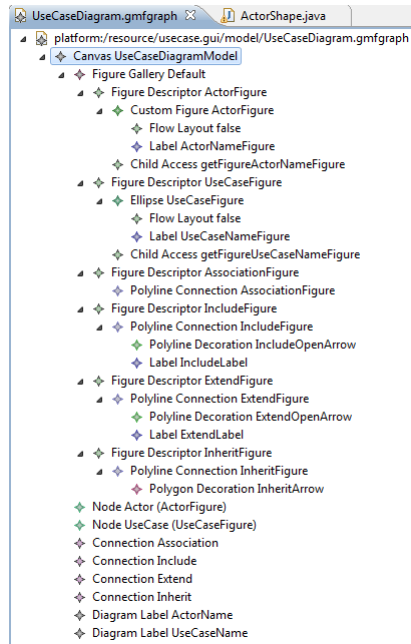 UseCaseDiagram.gmfgraph ActorShape.java
platform:/resource/usecase.gui/model/UseCaseDiagram.gmfgraph
Canvas UseCaseDiagramModel
Figure Gallery Default
Figure Descriptor ActorFigure
Custom Figure ActorFigure
Flow Layout false
Label ActorNameFigure
Child Access getFigureActorNameFigure
Figure Descriptor UseCaseFigure
Ellipse UseCaseFigure
Flow Layout false
Label UseCaseNameFigure
Child Access getFigureUseCaseNameFigure
Figure Descriptor AssociationFigure
Polyline Connection AssociationFigure
Figure Descriptor IncludeFigure
Polyline Connection IncludeFigure
Polyline Decoration IncludeOpenArrow
Label IncludeLabel
Figure Descriptor ExtendFigure
Polyline Connection ExtendFigure
Polyline Decoration ExtendOpenArrow
Label ExtendLabel
Figure Descriptor InheritFigure
Polyline Connection InheritFigure
Polygon Decoration InheritArrow
Node Actor (ActorFigure)
Node UseCase (UseCaseFigure)
Connection Association
Connection Include
Connection Extend
Connection Inherit
Diagram Label ActorName
Diagram Label UseCaseName